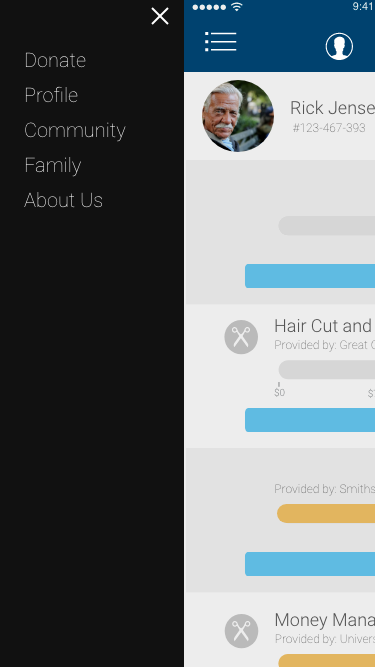 9:41
Donate
Profile
Community
Family
About Us
Rick Jense
#123-467-393
Hair Cut and
Provided by: Great
$0
Provided by: Smiths
Money Mana
Provided by: Univers